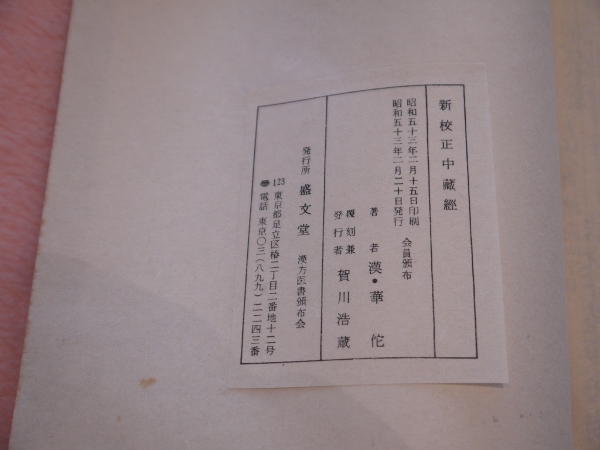 新校正中蔵經
昭和五十三年二月十五日印刷
昭和五十三年二月二十日発行
会員頒布
著者 漢・華佗
復刻兼
発行者 賀川浩蔵
発行所 盛文堂 漢方医書頒布会
123 東京都足立区椿二丁目二番地十二号
電話 東京〇三(八九九)二二四三番